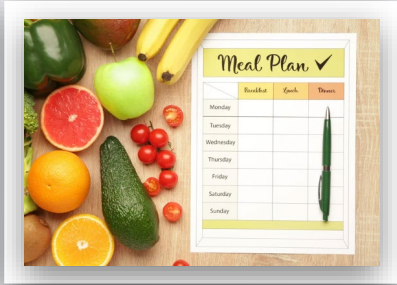 Meal Plan ✓
Breakfast Lunch Dinner
Monday
Tuesday
Wednesday
Thursday
Friday
Saturday
Sunday